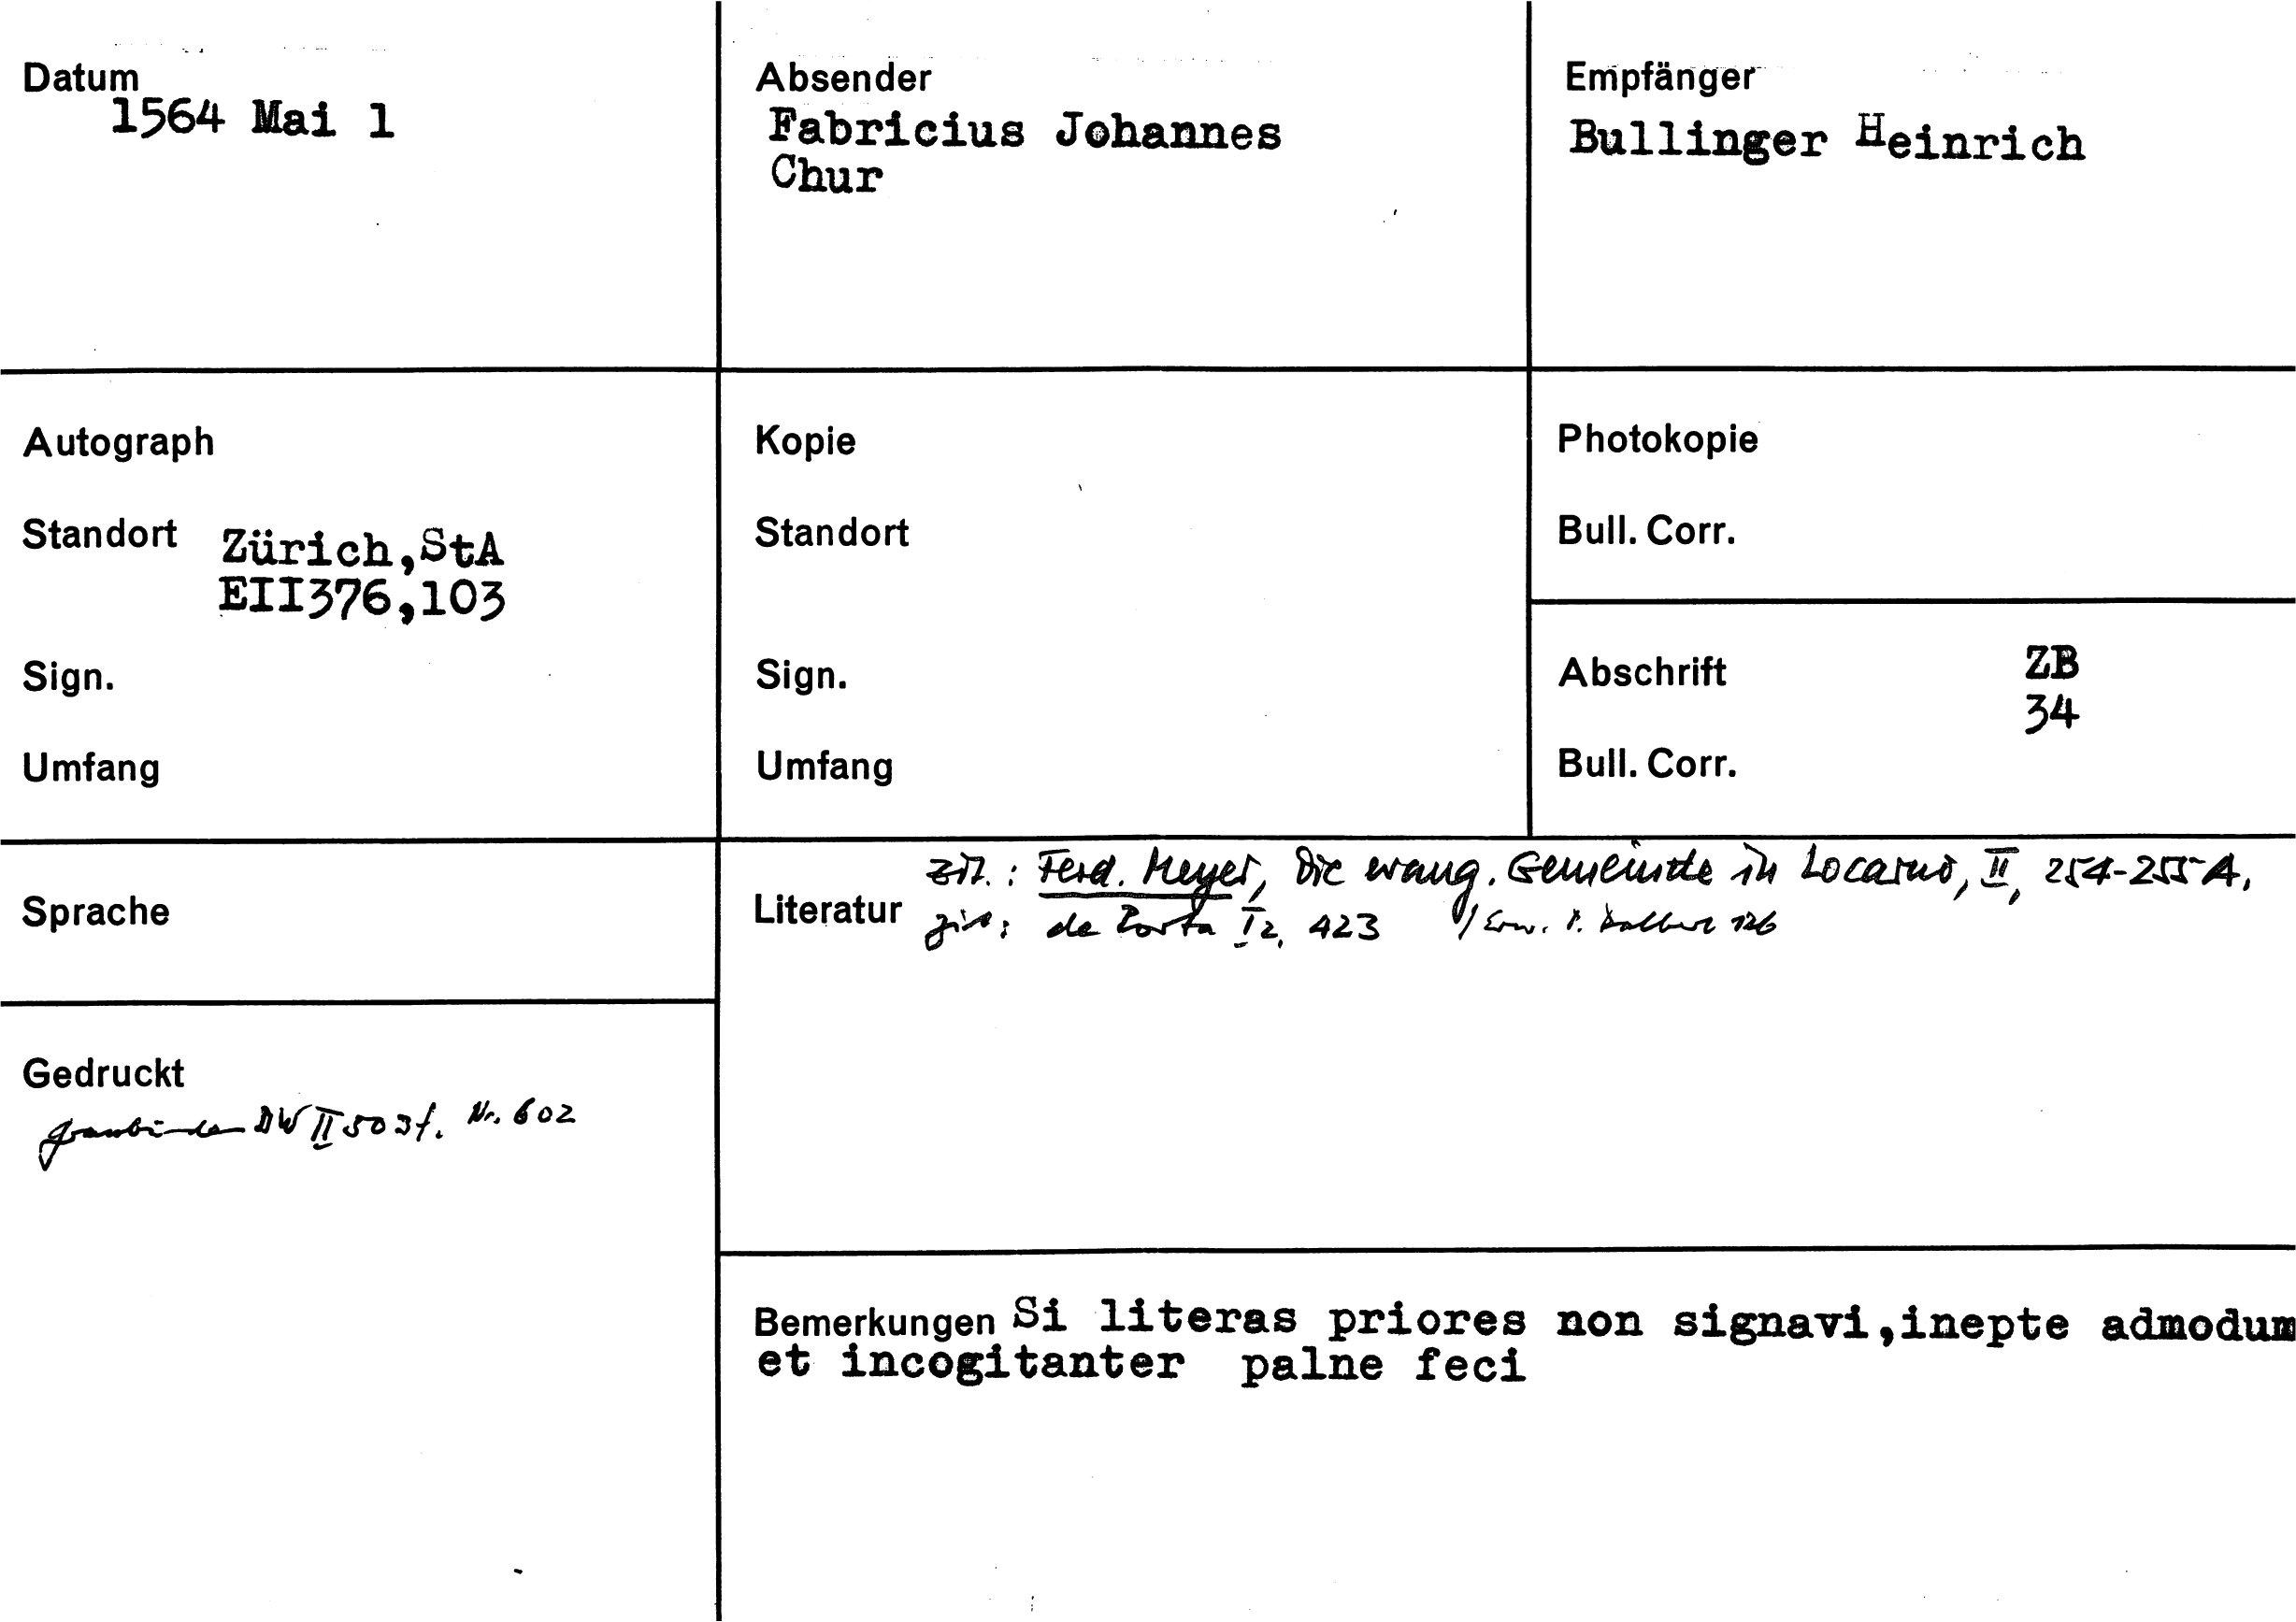 Datum
1564 Mai 1
Absender
Fabricius Johannes
Chur
Empfänger
Bullinger Heinrich
Autograph
Standort Zürich,StA
EII376,103
Sign.
Umfang
Kopie
Standort
Sign.
Umfang
Photokopie
Bull. Corr.
Abschrift ZB
34
Bull. Corr.
Sprache
Gedruckt
Graubünden BW II 503f. Nr. 602
Literatur
zit.: Ferd. Meyer, Die evang. Gemeinde in Locarno, II, 254-255 A.
zit: de Porta I 2, 423 / Erw. 126
Bemerkungen Si literas priores non signavi,inepte admodum
et incogitanter palne feci